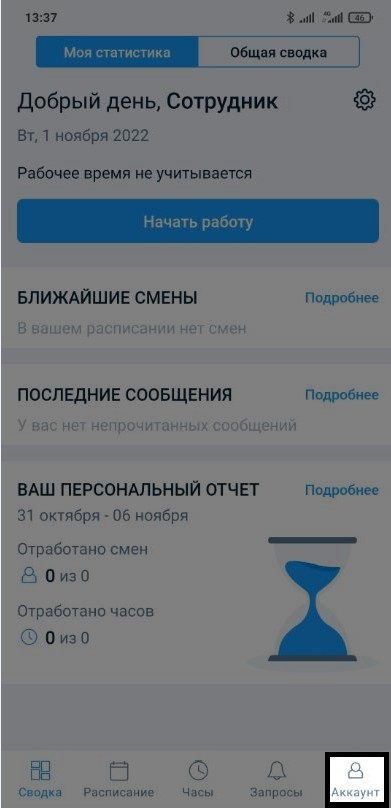 13:37
4G
46
Моя статистика
Общая сводка
Добрый день, Сотрудник
Вт, 1 ноября 2022
Рабочее время не учитывается
Начать работу
БЛИЖАЙШИЕ СМЕНЫ
Подробнее
В вашем расписании нет смен
ПОСЛЕДНИЕ СООБЩЕНИЯ
Подробнее
У вас нет непрочитанных сообщений
ВАШ ПЕРСОНАЛЬНЫЙ ОТЧЕТ
Подробнее
31 октября - 06 ноября
Отработано смен
0 из 0
Отработано часов
0 из 0
Сводка
Расписание
Часы
Запросы
Аккаунт